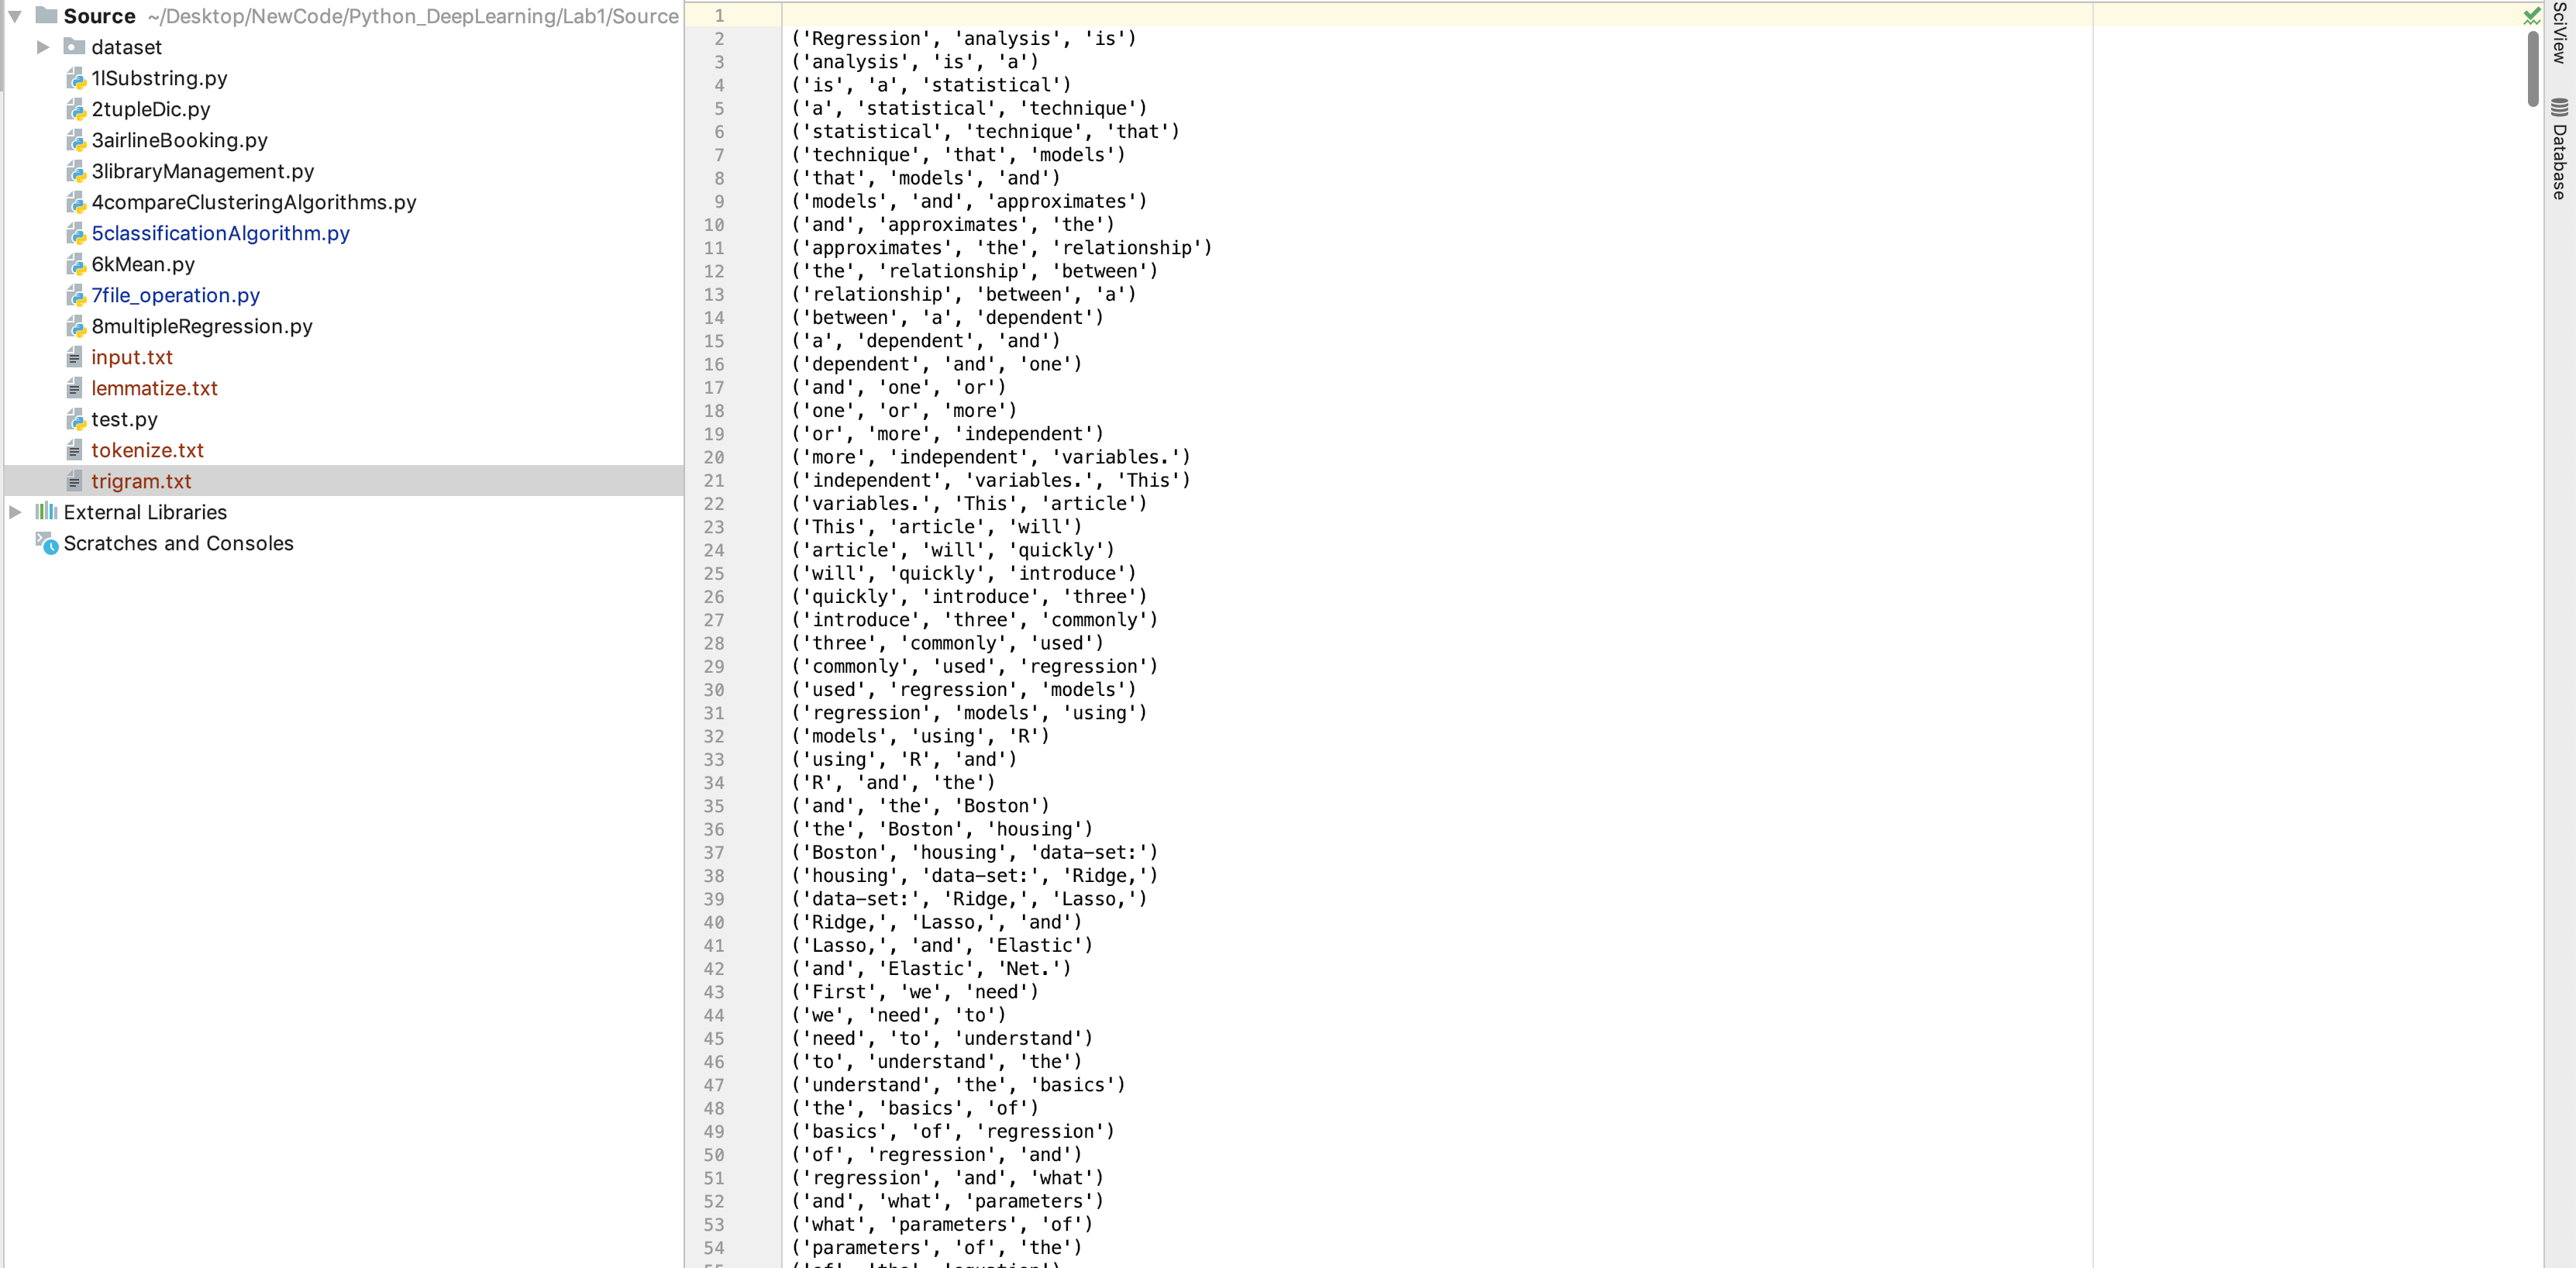 Source ~/Desktop/NewCode/Python_DeepLearning/Lab1/Source
dataset
1lSubstring.py
2tupleDic.py
3airlineBooking.py
3libraryManagement.py
4compareClusteringAlgorithms.py
5classificationAlgorithm.py
6kMean.py
7file_operation.py
8multipleRegression.py
input.txt
lemmatize.txt
test.py
tokenize.txt
trigram.txt
External Libraries
Scratches and Consoles
1
2 ('Regression', 'analysis', 'is')
3 ('analysis', 'is', 'a')
4 ('is', 'a', 'statistical')
5 ('a', 'statistical', 'technique')
6 ('statistical', 'technique', 'that')
7 ('technique', 'that', 'models')
8 ('that', 'models', 'and')
9 ('models', 'and', 'approximates')
10 ('and', 'approximates', 'the')
11 ('approximates', 'the', 'relationship')
12 ('the', 'relationship', 'between')
13 ('relationship', 'between', 'a')
14 ('between', 'a', 'dependent')
15 ('a', 'dependent', 'and')
16 ('dependent', 'and', 'one')
17 ('and', 'one', 'or')
18 ('one', 'or', 'more')
19 ('or', 'more', 'independent')
20 ('more', 'independent', 'variables.')
21 ('independent', 'variables.', 'This')
22 ('variables.', 'This', 'article')
23 ('This', 'article', 'will')
24 ('article', 'will', 'quickly')
25 ('will', 'quickly', 'introduce')
26 ('quickly', 'introduce', 'three')
27 ('introduce', 'three', 'commonly')
28 ('three', 'commonly', 'used')
29 ('commonly', 'used', 'regression')
30 ('used', 'regression', 'models')
31 ('regression', 'models', 'using')
32 ('models', 'using', 'R')
33 ('using', 'R', 'and')
34 ('R', 'and', 'the')
35 ('and', 'the', 'Boston')
36 ('the', 'Boston', 'housing')
37 ('Boston', 'housing', 'data-set:')
38 ('housing', 'data-set:', 'Ridge,')
39 ('data-set:', 'Ridge,', 'Lasso,')
40 ('Ridge,', 'Lasso,', 'and')
41 ('Lasso,', 'and', 'Elastic')
42 ('and', 'Elastic', 'Net.')
43 ('First', 'we', 'need')
44 ('we', 'need', 'to')
45 ('need', 'to', 'understand')
46 ('to', 'understand', 'the')
47 ('understand', 'the', 'basics')
48 ('the', 'basics', 'of')
49 ('basics', 'of', 'regression')
50 ('of', 'regression', 'and')
51 ('regression', 'and', 'what')
52 ('and', 'what', 'parameters')
53 ('what', 'parameters', 'of')
54 ('parameters', 'of', 'the')
SciView
Database